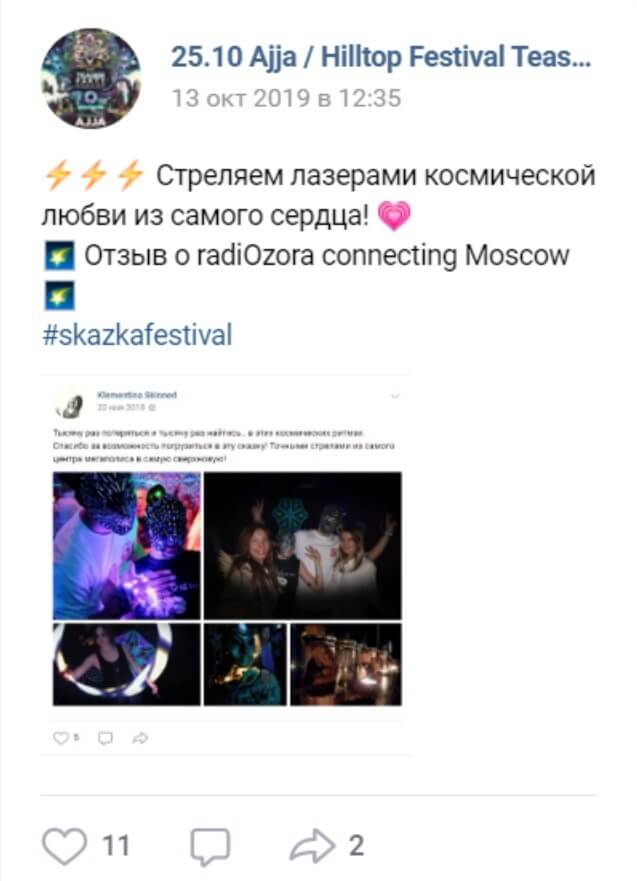 25.10 Ajja / Hilltop Festival Teas...
13 окт 2019 в 12:35
⚡⚡⚡ Стреляем лазерами космической
любви из самого сердца! 💗
🌠 Отзыв о radiOzora connecting Moscow
🌠
#skazkafestival
Klementina Skinned
20 ноя 2018
Тысячу раз потеряться и тысячу раз найтись.. в этих космических ритмах.
Спасибо за возможность погрузиться в эту сказку! Точными стрелами из самого
центра мегаполиса в самую сверхновую!
5
11
2
AJJA